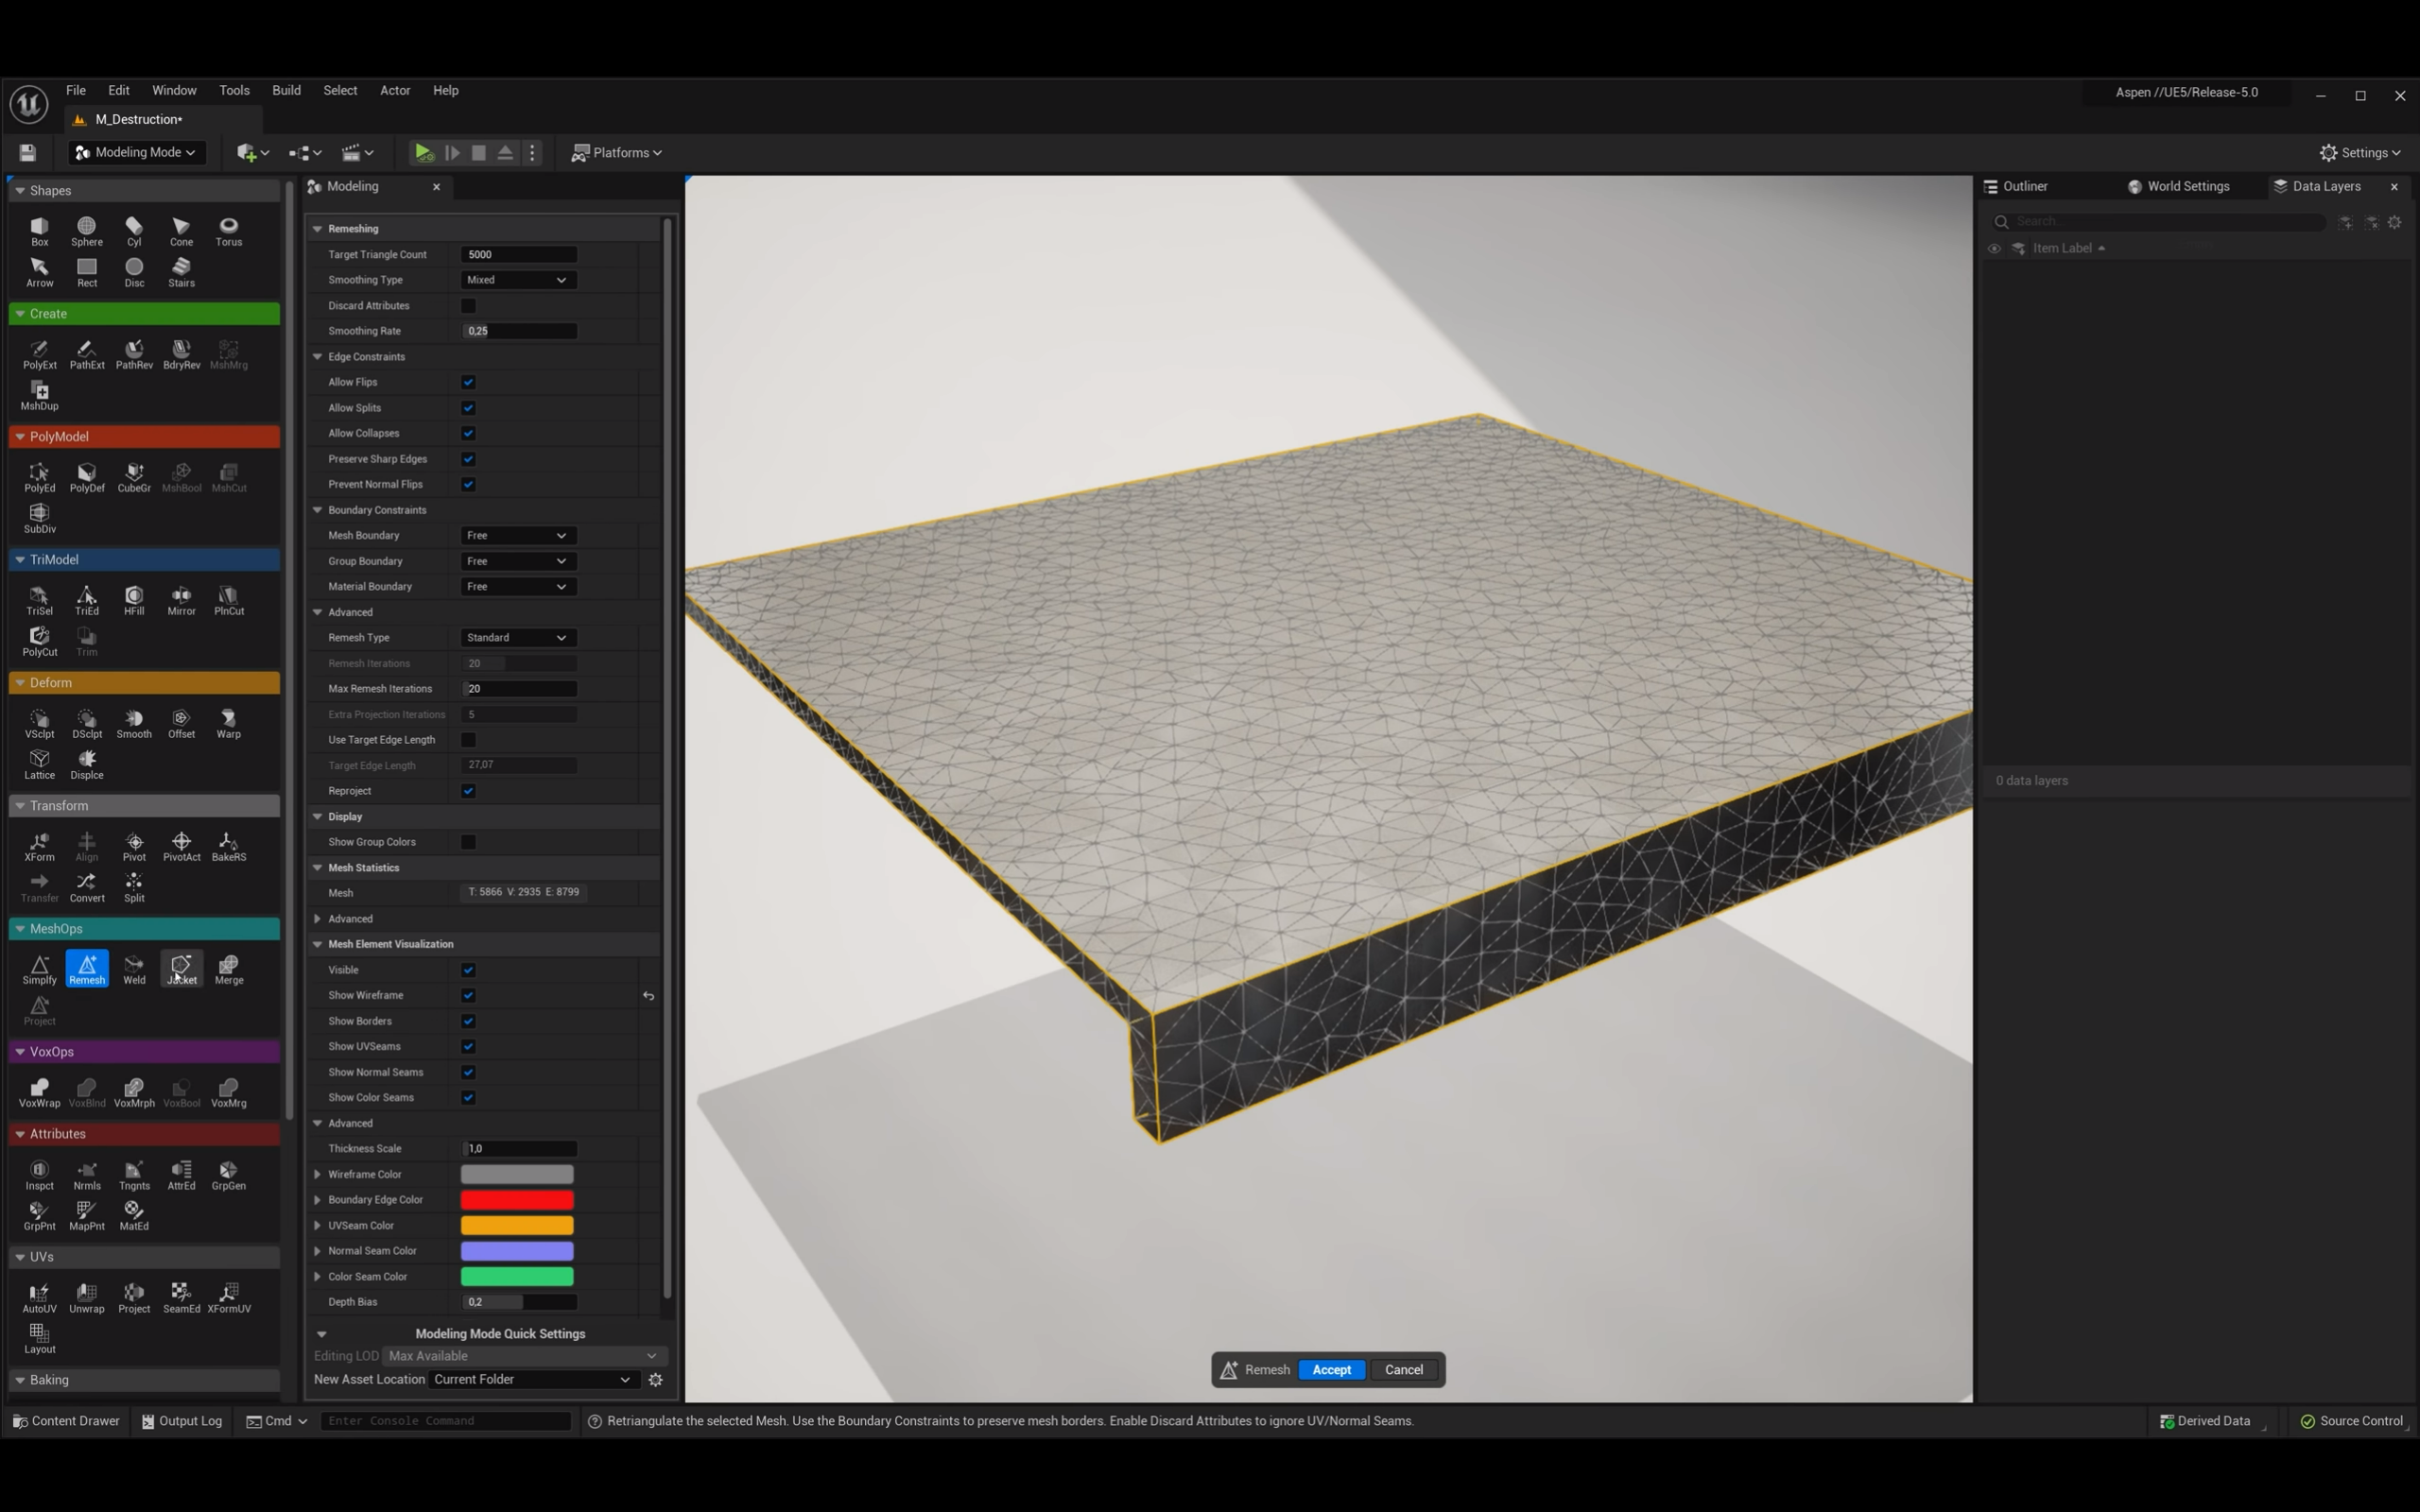 File Edit Window Tools Build Select Actor Help
Aspen //UE5/Release-5.0
M_Destruction*
Modeling Mode
Platforms
Settings
Shapes
Box Sphere Cyl Cone Torus
Arrow Rect Disc Stairs
Create
PolyExt PathExt PathRev BdryRev MshMrg
MshDup
PolyModel
PolyEd PolyDef CubeGr MshBool MshCut
SubDiv
TriModel
TriSel TriEd HFill Mirror PlnCut
PolyCut Trim
Deform
VSclpt DSclpt Smooth Offset Warp
Lattice Displce
Transform
XForm Align Pivot PivotAct BakeRS
Transfer Convert Split
MeshOps
Simplfy Remesh Weld Jacket Merge
Project
VoxOps
VoxWrap VoxBlnd VoxMrph VoxBool VoxMrg
Attributes
Inspct Nrmls Tngnts AttrEd GrpGen
GrpPnt MapPnt MatEd
UVs
AutoUV Unwrap Project SeamEd XFormUV
Layout
Baking
Modeling
Remeshing
Target Triangle Count 5000
Smoothing Type Mixed
Discard Attributes
Smoothing Rate 0,25
Edge Constraints
Allow Flips
Allow Splits
Allow Collapses
Preserve Sharp Edges
Prevent Normal Flips
Boundary Constraints
Mesh Boundary Free
Group Boundary Free
Material Boundary Free
Advanced
Remesh Type Standard
Remesh Iterations 20
Max Remesh Iterations 20
Extra Projection Iterations 5
Use Target Edge Length
Target Edge Length 27,07
Reproject
Display
Show Group Colors
Mesh Statistics
Mesh T: 5866 V: 2935 E: 8799
Advanced
Mesh Element Visualization
Visible
Show Wireframe
Show Borders
Show UVSeams
Show Normal Seams
Show Color Seams
Advanced
Thickness Scale 1,0
Wireframe Color
Boundary Edge Color
UVSeam Color
Normal Seam Color
Color Seam Color
Depth Bias 0,2
Modeling Mode Quick Settings
Editing LOD Max Available
New Asset Location Current Folder
Remesh Accept Cancel
Outliner World Settings Data Layers
Search...
Item Label
0 data layers
Content Drawer Output Log Cmd Enter Console Command
Retriangulate the selected Mesh. Use the Boundary Constraints to preserve mesh borders. Enable Discard Attributes to ignore UV/Normal Seams.
Derived Data Source Control